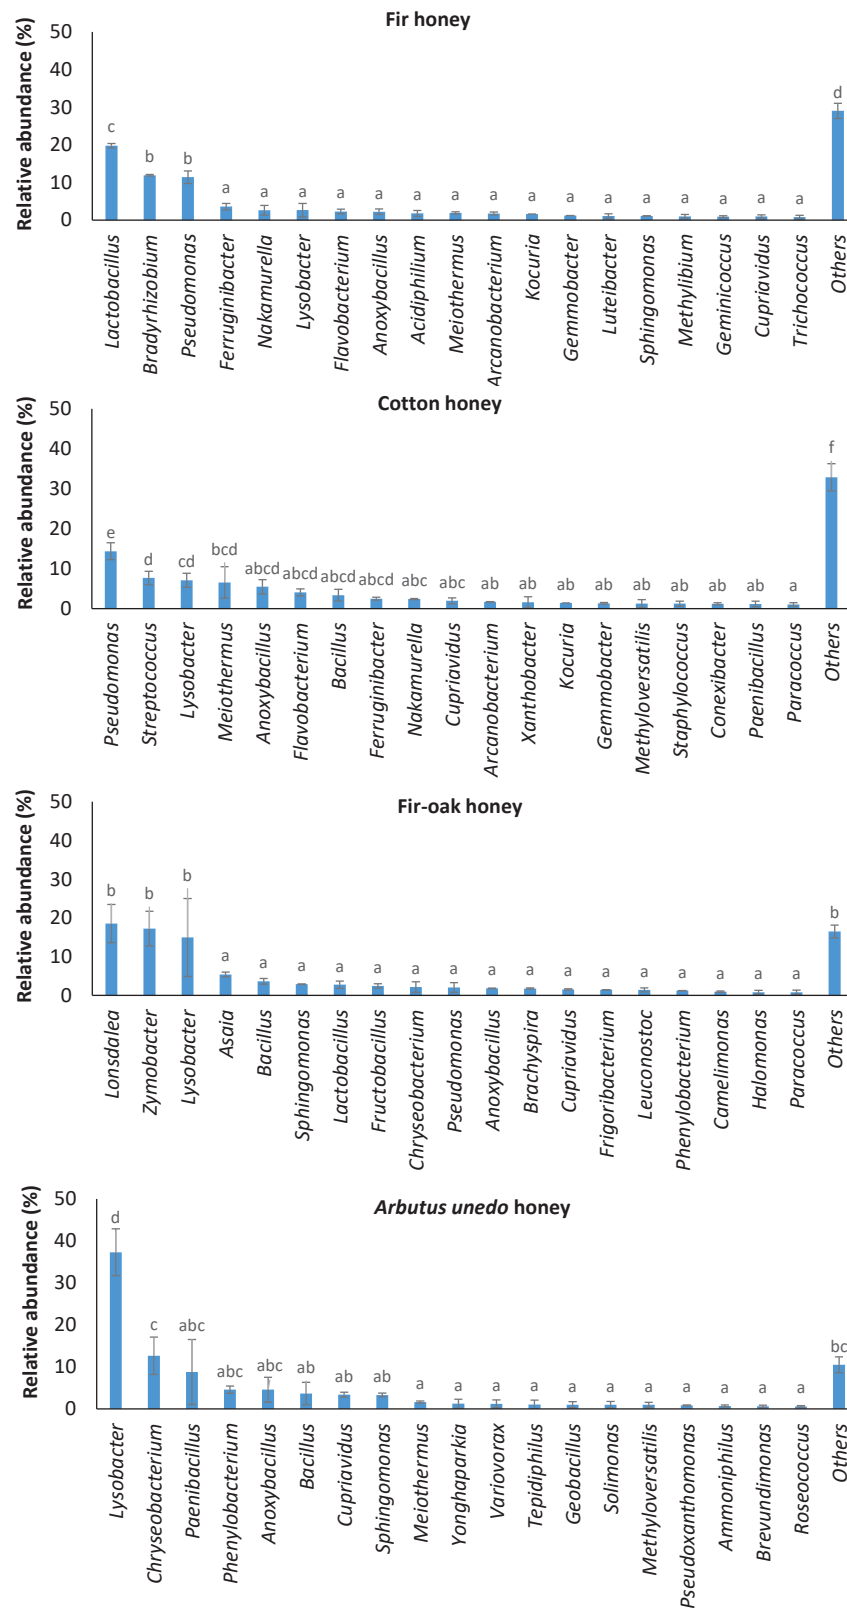 Fir honey
Relative abundance (%)
50
40
30
20
10
0
c b b a a a a a a a a a a a a a a a a d
Lactobacillus
Bradyrhizobium
Pseudomonas
Ferruginibacter
Nakamurella
Lysobacter
Flavobacterium
Anoxybacillus
Acidiphilium
Meiothermus
Arcanobacterium
Kocuria
Gemmobacter
Luteibacter
Sphingomonas
Methylibium
Geminicoccus
Cupriavidus
Trichococcus
Others
Cotton honey
Relative abundance (%)
50
40
30
20
10
0
e d cd bcd abcd abcd abcd abcd abc abc ab ab ab ab ab ab ab ab a f
Pseudomonas
Streptococcus
Lysobacter
Meiothermus
Anoxybacillus
Flavobacterium
Bacillus
Ferruginibacter
Nakamurella
Cupriavidus
Arcanobacterium
Xanthobacter
Kocuria
Gemmobacter
Methyloversatilis
Staphylococcus
Conexibacter
Paenibacillus
Paracoccus
Others
Fir-oak honey
Relative abundance (%)
50
40
30
20
10
0
b b b a a a a a a a a a a a a a a a a b
Lonsdalea
Zymobacter
Lysobacter
Asaia
Bacillus
Sphingomonas
Lactobacillus
Fructobacillus
Chryseobacterium
Pseudomonas
Anoxybacillus
Brachyspira
Cupriavidus
Frigoribacterium
Leuconostoc
Phenylobacterium
Camelimonas
Halomonas
Paracoccus
Others
Arbutus unedo honey
Relative abundance (%)
50
40
30
20
10
0
d c abc abc abc ab ab ab a a a a a a a a a a a bc
Lysobacter
Chryseobacterium
Paenibacillus
Phenylobacterium
Anoxybacillus
Bacillus
Cupriavidus
Sphingomonas
Meiothermus
Yonghaparkia
Variovorax
Tepidiphilus
Geobacillus
Solimonas
Methyloversatilis
Pseudoxanthomonas
Ammoniphilus
Brevundimonas
Roseococcus
Others